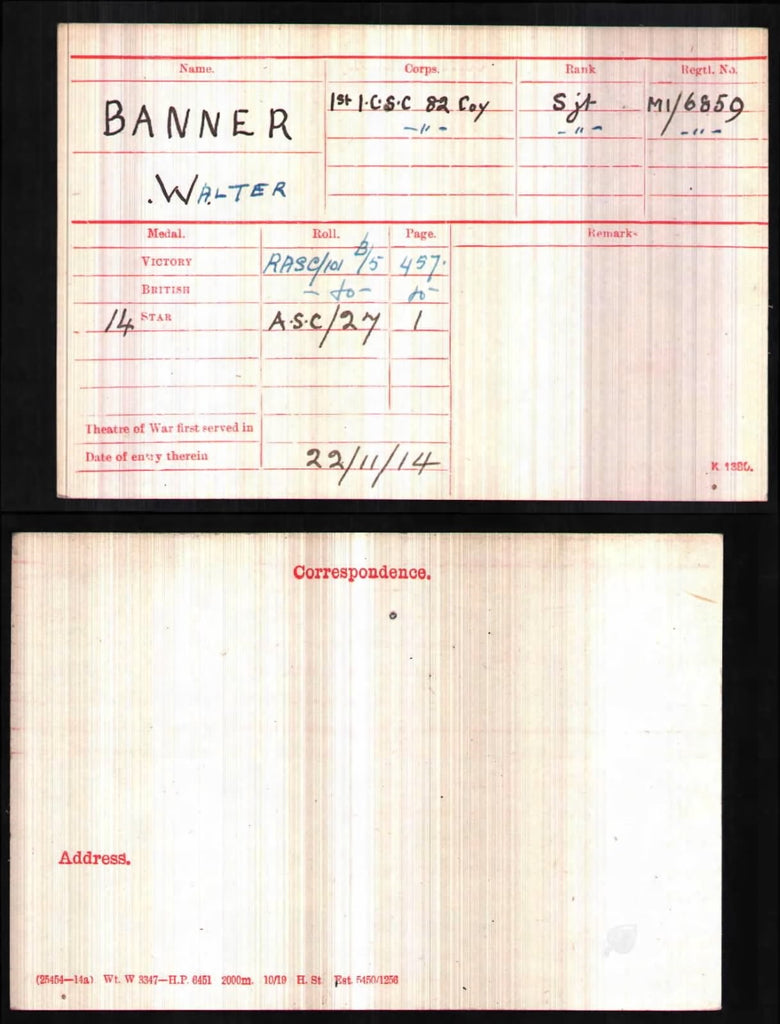 Name. Corps. Rank Regtl. No.
BANNER 1st I.C.S.C 82 Coy Sjt M1/6859
-"- -"- -"-
.WALTER
Medal. Roll. Page. Remarks
VICTORY RASC/101 B/5 457.
BRITISH - do - do -
14 STAR A.S.C/27 1
Theatre of War first served in
Date of entry therein 22/11/14
K 1380.
Correspondence.
Address.
(25454—14a) Wt. W 3347—H.P. 6451 2000m. 10/19 H. St Est. 5450/1256